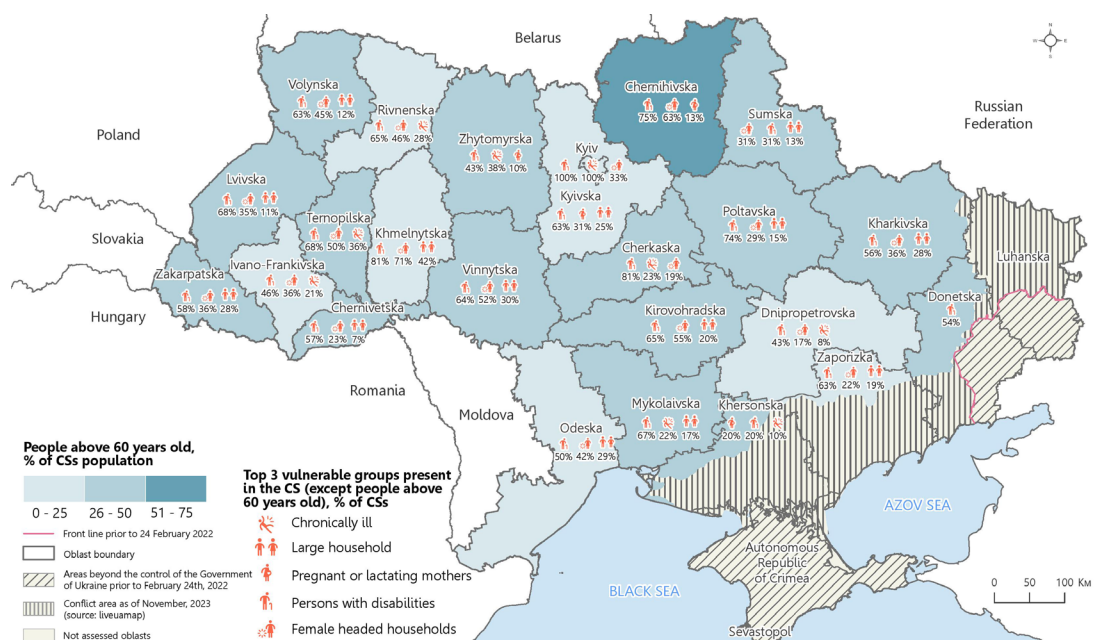 Belarus
Poland
Russian
Federation
Slovakia
Hungary
Romania
Moldova
N
W
E
S
Volynska
63% 45% 12%
Rivnenska
65% 46% 28%
Zhytomyrska
43% 38% 10%
Kyiv
100% 100% 33%
Kyivska
63% 31% 25%
Chernihivska
75% 63% 13%
Sumska
31% 31% 13%
Lvivska
68% 35% 11%
Ternopilska
68% 50% 36%
Khmelnytska
81% 71% 42%
Ivano-Frankivska
46% 36% 21%
Zakarpatska
58% 36% 28%
Chernivetska
57% 23% 7%
Vinnytska
64% 52% 30%
Cherkaska
81% 23% 19%
Poltavska
74% 29% 15%
Kharkivska
56% 36% 28%
Luhanska
Donetska
54%
Kirovohradska
65% 55% 20%
Dnipropetrovska
43% 17% 8%
Zaporizka
63% 22% 19%
Mykolaivska
67% 22% 17%
Khersonska
20% 20% 10%
Odeska
50% 42% 29%
AZOV SEA
BLACK SEA
Autonomous
Republic
of Crimea
Sevastopol
0 50 100 Км
People above 60 years old,
% of CSs population
0 - 25 26 - 50 51 - 75
Front line prior to 24 February 2022
Oblast boundary
Areas beyond the control of the Government
of Ukraine prior to February 24th, 2022
Conflict area as of November, 2023
(source: liveuamap)
Not assessed oblasts
Top 3 vulnerable groups present
in the CS (except people above
60 years old), % of CSs
Chronically ill
Large household
Pregnant or lactating mothers
Persons with disabilities
Female headed households